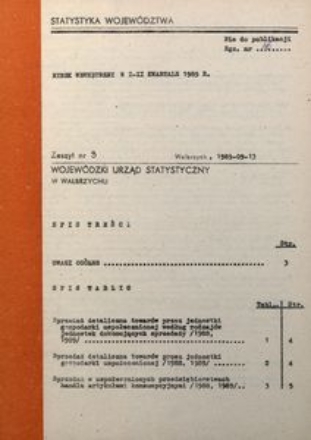 STATYSTYKA WOJEWÓDZTWA
Nie do publikacji
Egz. nr ..........
RYNEK WEWNĘTRZNY W I-II KWARTALE 1989 R.
Zeszyt nr 5 Wałbrzych, 1989-09-13
WOJEWÓDZKI URZĄD STATYSTYCZNY
W WAŁBRZYCHU
SPIS TREŚCI
Str.
UWAGI OGÓLNE .............................. 3
SPIS TABLIC
Tabl. Str.
Sprzedaż detaliczna towarów przez jednostki
gospodarki uspołecznionej według rodzajów
jednostek dokonujących sprzedaży /1988,
1989/ .............................. 1 4
Sprzedaż detaliczna towarów przez jednostki
gospodarki uspołecznionej /1988, 1989/ ....... 2 4
Sprzedaż w uspołecznionych przedsiębiorstwach
handlu artykułami konsumpcyjnymi /1988, 1989/.. 3 5